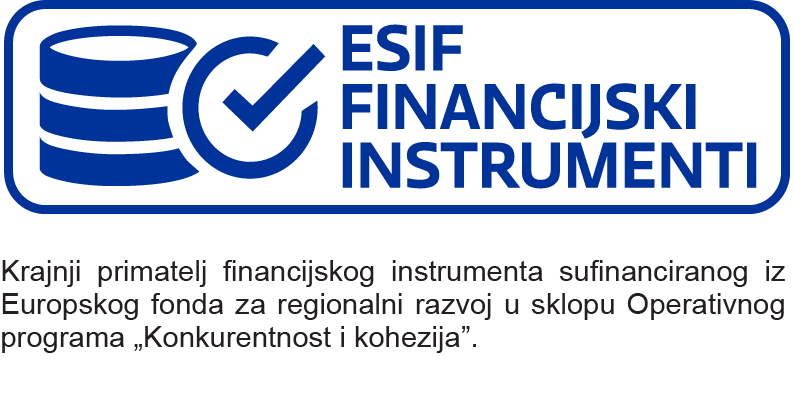 ESIF
FINANCIJSKI
INSTRUMENTI
Krajnji primatelj financijskog instrumenta sufinanciranog iz
Europskog fonda za regionalni razvoj u sklopu Operativnog
programa „Konkurentnost i kohezija”.